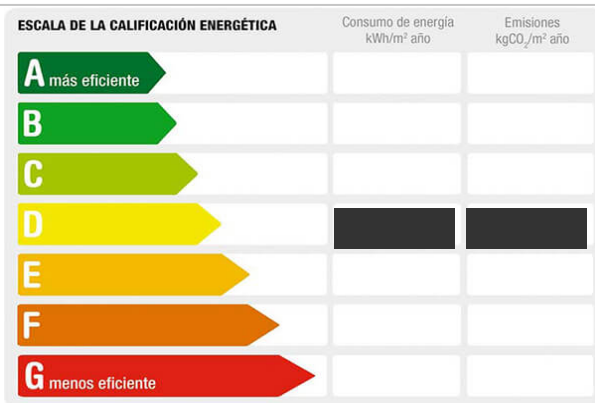 ESCALA DE LA CALIFICACIÓN ENERGÉTICA
Consumo de energía
kWh/m² año
Emisiones
kgCO₂/m² año
A más eficiente
B
C
D
E
F
G menos eficiente